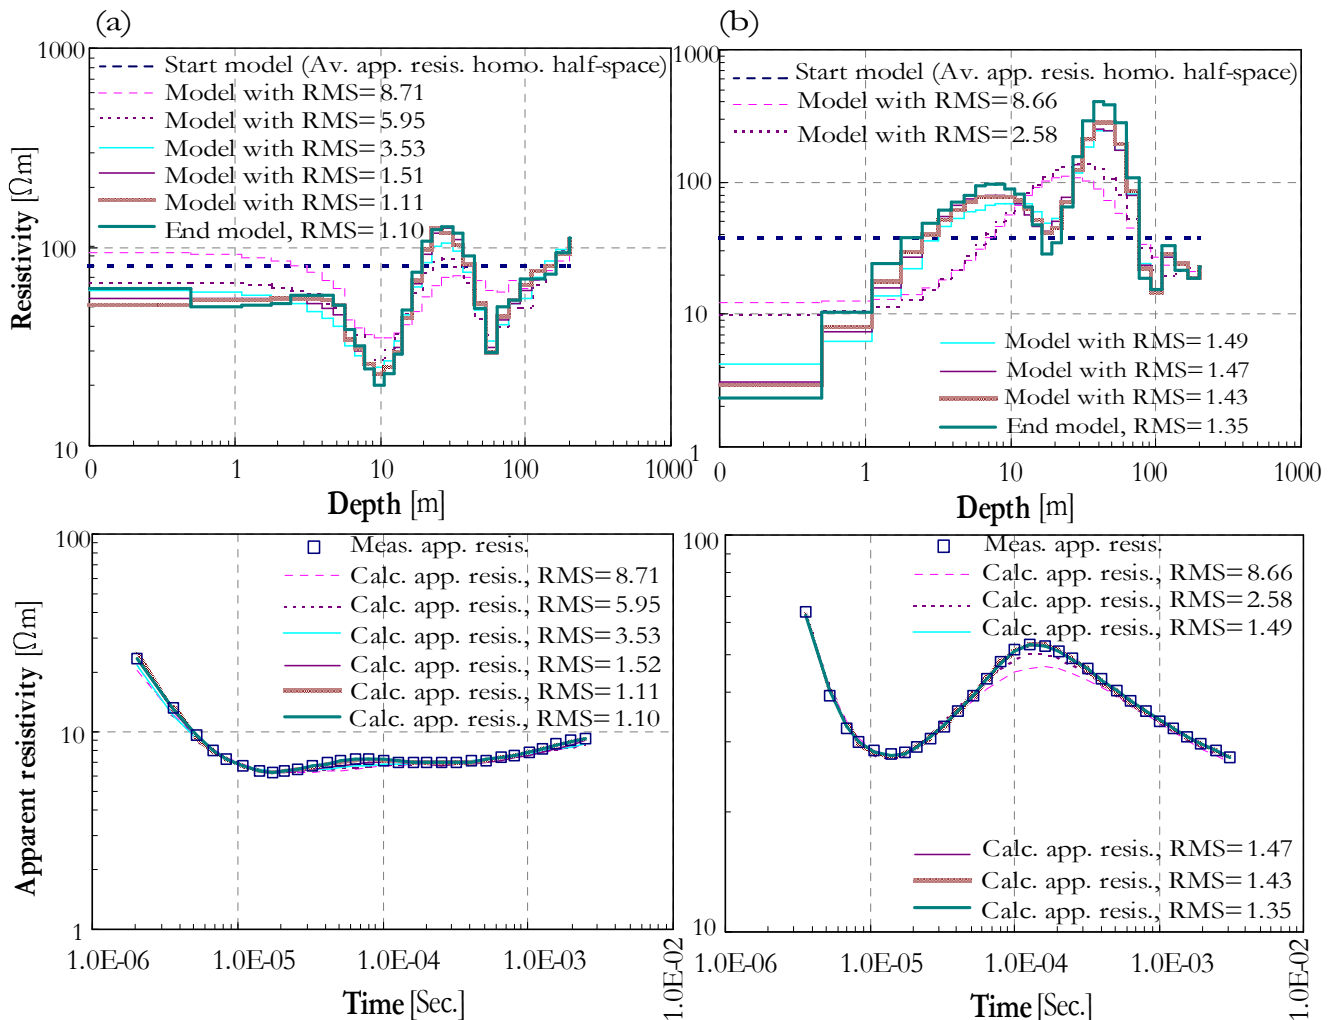 (a)
1000
Start model (Av. app. resis. homo. half-space)
Model with RMS=8.71
Model with RMS=5.95
Model with RMS=3.53
Model with RMS=1.51
Model with RMS=1.11
End model, RMS=1.10
100
10
Resistivity [Ωm]
0 1 10 100 1000
Depth [m]
(b)
1000
Start model (Av. app. resis. homo. half-space)
Model with RMS=8.66
Model with RMS=2.58
100
10
Model with RMS=1.49
Model with RMS=1.47
Model with RMS=1.43
End model, RMS=1.35
1
0 1 10 100 1000
Depth [m]
100
Meas. app. resis.
Calc. app. resis., RMS=8.71
Calc. app. resis., RMS=5.95
Calc. app. resis., RMS=3.53
Calc. app. resis., RMS=1.52
Calc. app. resis., RMS=1.11
Calc. app. resis., RMS=1.10
10
1
Apparent resistivity [Ωm]
1.0E-06 1.0E-05 1.0E-04 1.0E-03 1.0E-02
Time [Sec.]
100
Meas. app. resis.
Calc. app. resis., RMS=8.66
Calc. app. resis., RMS=2.58
Calc. app. resis., RMS=1.49
Calc. app. resis., RMS=1.47
Calc. app. resis., RMS=1.43
Calc. app. resis., RMS=1.35
10
1.0E-06 1.0E-05 1.0E-04 1.0E-03 1.0E-02
Time [Sec.]